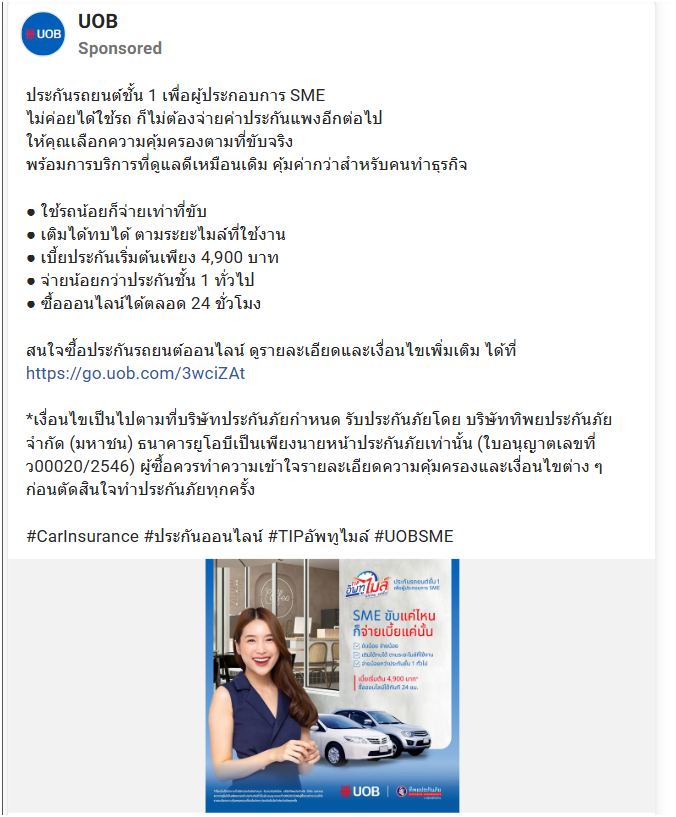 UOB
UOB
Sponsored
ประกันรถยนต์ชั้น 1 เพื่อผู้ประกอบการ SME
ไม่ค่อยได้ใช้รถ ก็ไม่ต้องจ่ายค่าประกันแพงอีกต่อไป
ให้คุณเลือกความคุ้มครองตามที่ขับจริง
พร้อมการบริการที่ดูแลดีเหมือนเดิม คุ้มค่ากว่าสำหรับคนทำธุรกิจ
● ใช้รถน้อยก็จ่ายเท่าที่ขับ
● เติมได้ทบได้ ตามระยะไมล์ที่ใช้งาน
● เบี้ยประกันเริ่มต้นเพียง 4,900 บาท
● จ่ายน้อยกว่าประกันชั้น 1 ทั่วไป
● ซื้อออนไลน์ได้ตลอด 24 ชั่วโมง
สนใจซื้อประกันรถยนต์ออนไลน์ ดูรายละเอียดและเงื่อนไขเพิ่มเติม ได้ที่
https://go.uob.com/3wciZAt
*เงื่อนไขเป็นไปตามที่บริษัทประกันภัยกำหนด รับประกันภัยโดย บริษัททิพยประกันภัย
จำกัด (มหาชน) ธนาคารยูโอบีเป็นเพียงนายหน้าประกันภัยเท่านั้น (ใบอนุญาตเลขที่
ว00020/2546) ผู้ซื้อควรทำความเข้าใจรายละเอียดความคุ้มครองและเงื่อนไขต่าง ๆ
ก่อนตัดสินใจทำประกันภัยทุกครั้ง
#CarInsurance #ประกันออนไลน์ #TIPอัพทูไมล์ #UOBSME
อัพทูไมล์
ประกันรถยนต์ชั้น 1
เพื่อผู้ประกอบการ SME
SME ขับแค่ไหน
ก็จ่ายเบี้ยแค่นั้น
ขับน้อย จ่ายน้อย
เติมได้ทบได้ ตามระยะไมล์ที่ใช้งาน
จ่ายน้อยกว่าประกันชั้น 1 ทั่วไป
เบี้ยเริ่มต้น 4,900 บาท*
ซื้อออนไลน์ได้ทันที 24 ชม.
UOB
ทิพยประกันภัย